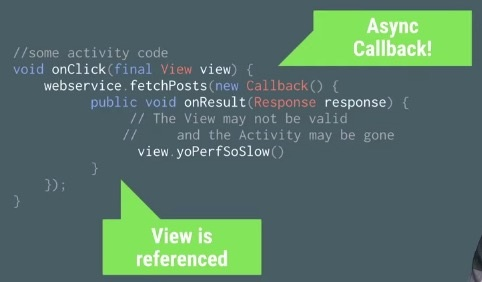 Async
Callback!
//some activity code
void onClick(final View view) {
webservice.fetchPosts(new Callback() {
public void onResult(Response response) {
// The View may not be valid
// and the Activity may be gone
view.yoPerfSoSlow()
}
});
}
View is
referenced